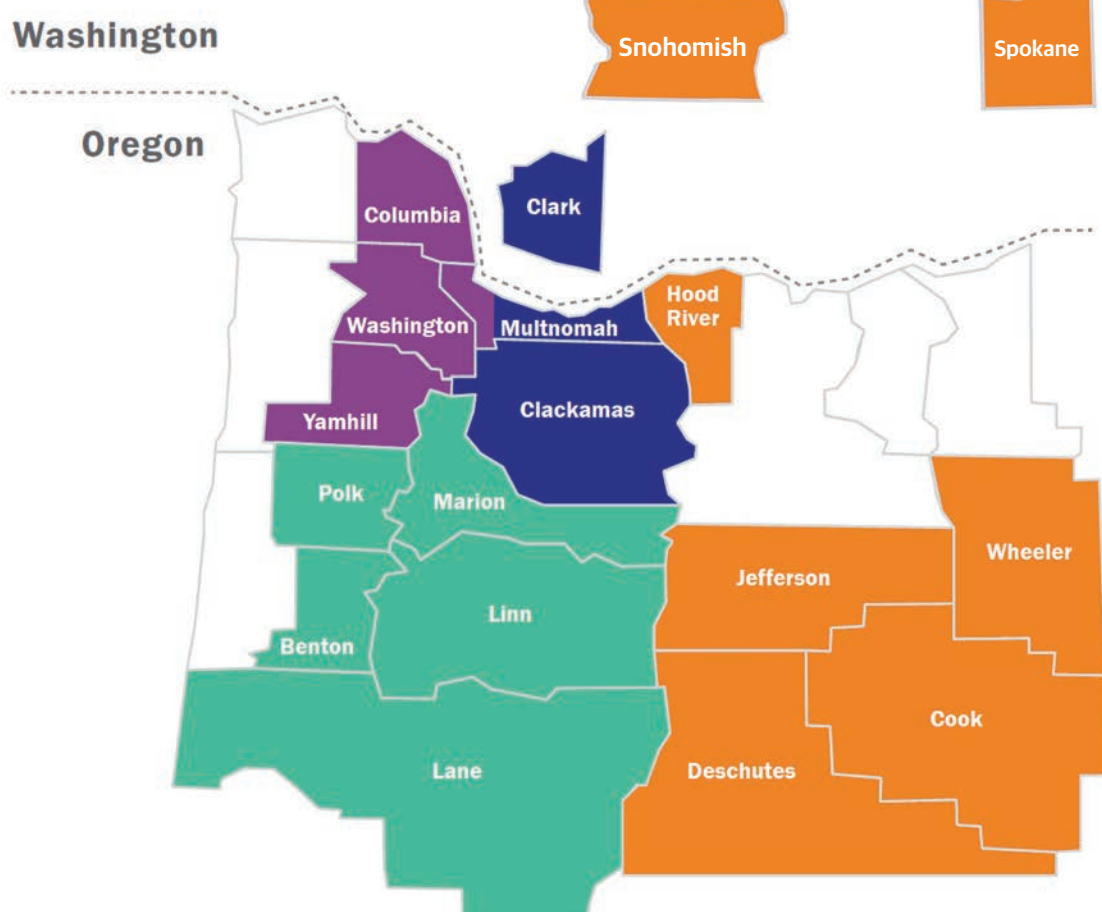 Washington
Snohomish
Spokane
Oregon
Columbia
Clark
Hood
River
Washington
Multnomah
Clackamas
Yamhill
Polk
Marion
Wheeler
Jefferson
Linn
Benton
Cook
Lane
Deschutes